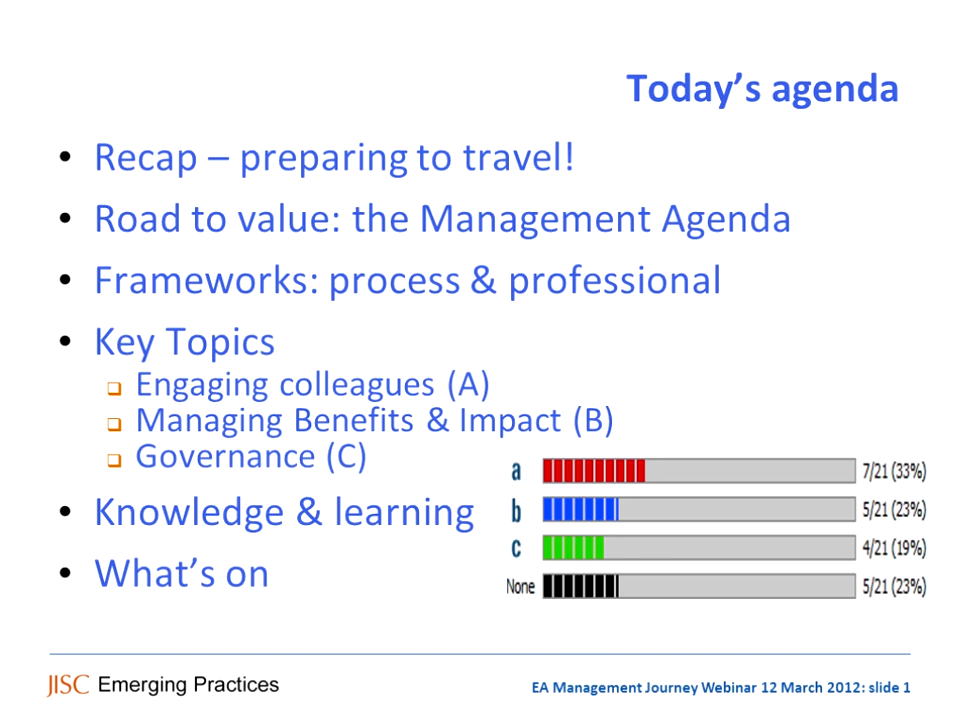 Today’s agenda
• Recap – preparing to travel!
• Road to value: the Management Agenda
• Frameworks: process & professional
• Key Topics
❑ Engaging colleagues (A)
❑ Managing Benefits & Impact (B)
❑ Governance (C)
• Knowledge & learning
• What’s on
a 7/21 (33%)
b 5/21 (23%)
c 4/21 (19%)
None 5/21 (23%)
JISC Emerging Practices
EA Management Journey Webinar 12 March 2012: slide 1